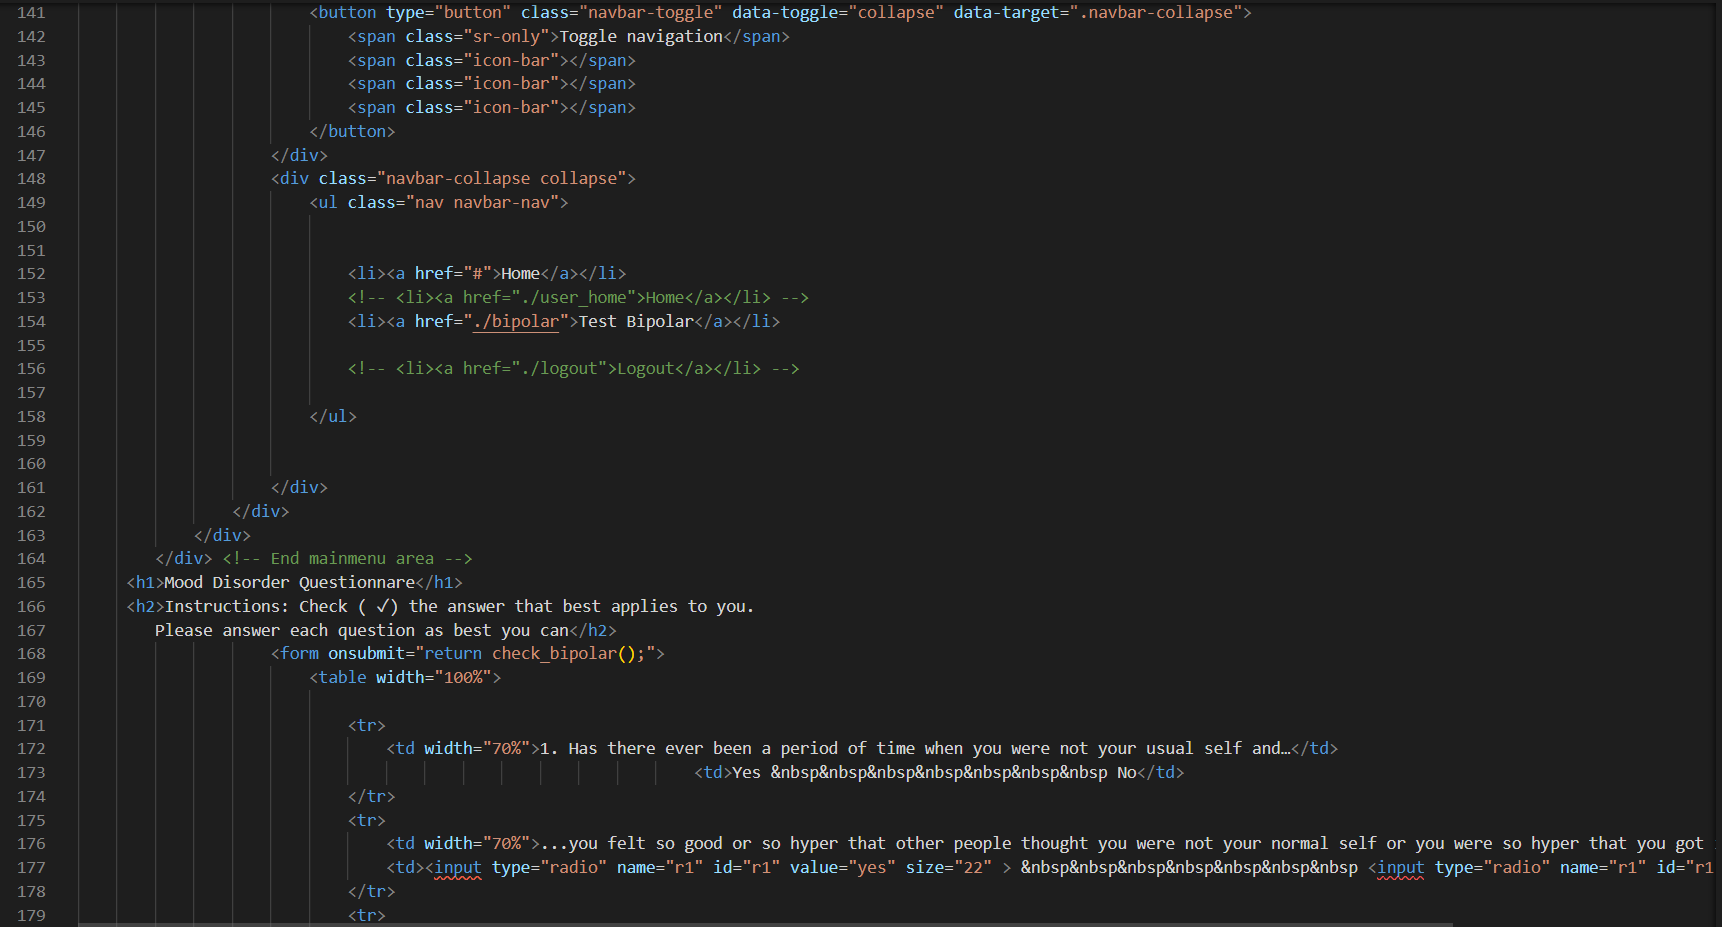 141 <button type="button" class="navbar-toggle" data-toggle="collapse" data-target=".navbar-collapse">
142 <span class="sr-only">Toggle navigation</span>
143 <span class="icon-bar"></span>
144 <span class="icon-bar"></span>
145 <span class="icon-bar"></span>
146 </button>
147 </div>
148 <div class="navbar-collapse collapse">
149 <ul class="nav navbar-nav">
150
151
152 <li><a href="#">Home</a></li>
153 <!-- <li><a href="./user_home">Home</a></li> -->
154 <li><a href="./bipolar">Test Bipolar</a></li>
155
156 <!-- <li><a href="./logout">Logout</a></li> -->
157
158 </ul>
159
160
161 </div>
162 </div>
163 </div>
164 </div> <!-- End mainmenu area -->
165 <h1>Mood Disorder Questionnare</h1>
166 <h2>Instructions: Check ( ✓) the answer that best applies to you.
167 Please answer each question as best you can</h2>
168 <form onsubmit="return check_bipolar();">
169 <table width="100%">
170
171 <tr>
172 <td width="70%">1. Has there ever been a period of time when you were not your usual self and…</td>
173 <td>Yes &nbsp&nbsp&nbsp&nbsp&nbsp&nbsp&nbsp No</td>
174 </tr>
175 <tr>
176 <td width="70%">...you felt so good or so hyper that other people thought you were not your normal self or you were so hyper that you got
177 <td><input type="radio" name="r1" id="r1" value="yes" size="22" > &nbsp&nbsp&nbsp&nbsp&nbsp&nbsp&nbsp <input type="radio" name="r1" id="r1
178 </tr>
179 <tr>